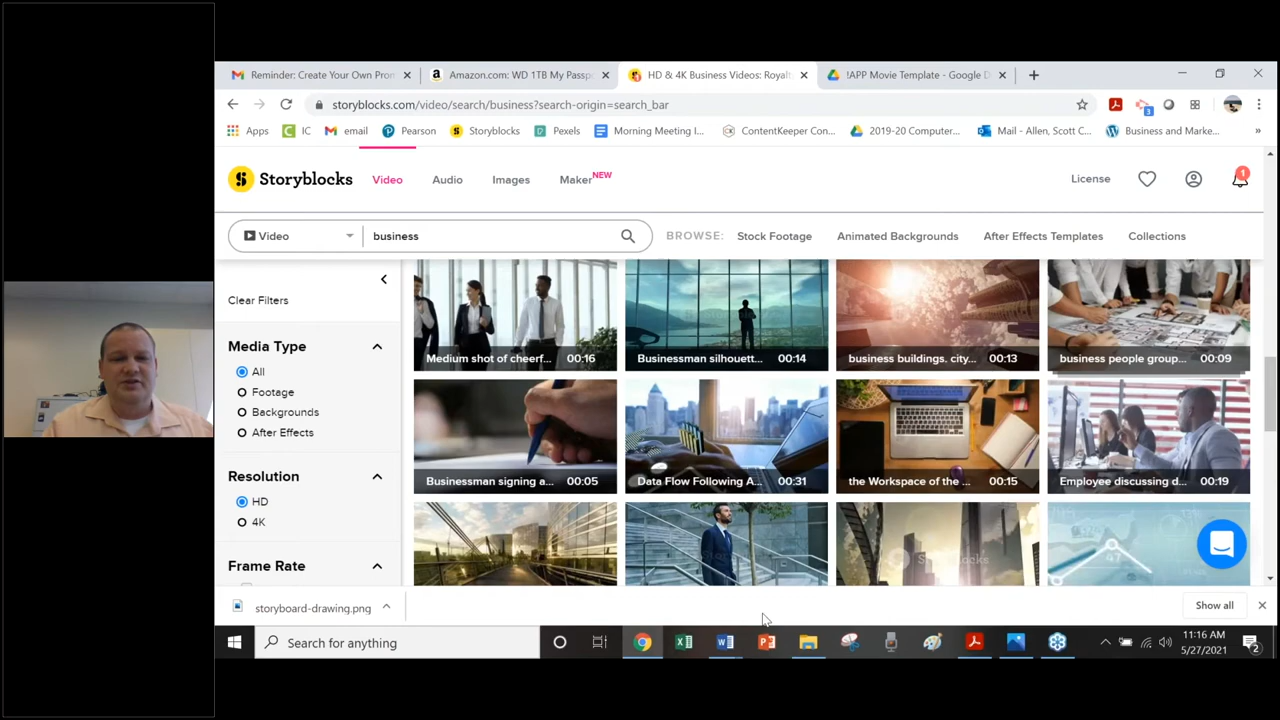 Reminder: Create Your Own Pron
Amazon.com: WD 1TB My Passp
HD & 4K Business Videos: Royalt
!APP Movie Template - Google D
storyblocks.com/video/search/business?search-origin=search_bar
3
Apps
IC
email
Pearson
Storyblocks
Pexels
Morning Meeting I...
ContentKeeper Con...
2019-20 Computer...
Mail - Allen, Scott C...
Business and Marke...
»
Storyblocks
Video
Audio
Images
Maker NEW
License
1
Video
business
BROWSE:
Stock Footage
Animated Backgrounds
After Effects Templates
Collections
Clear Filters
Media Type
All
Footage
Backgrounds
After Effects
Resolution
HD
4K
Frame Rate
Medium shot of cheerf... 00:16
Businessman silhouett... 00:14
business buildings. city... 00:13
business people group... 00:09
Businessman signing a... 00:05
Data Flow Following A... 00:31
the Workspace of the ... 00:15
Employee discussing d... 00:19
47
storyboard-drawing.png
Show all
Search for anything
11:16 AM
5/27/2021
2